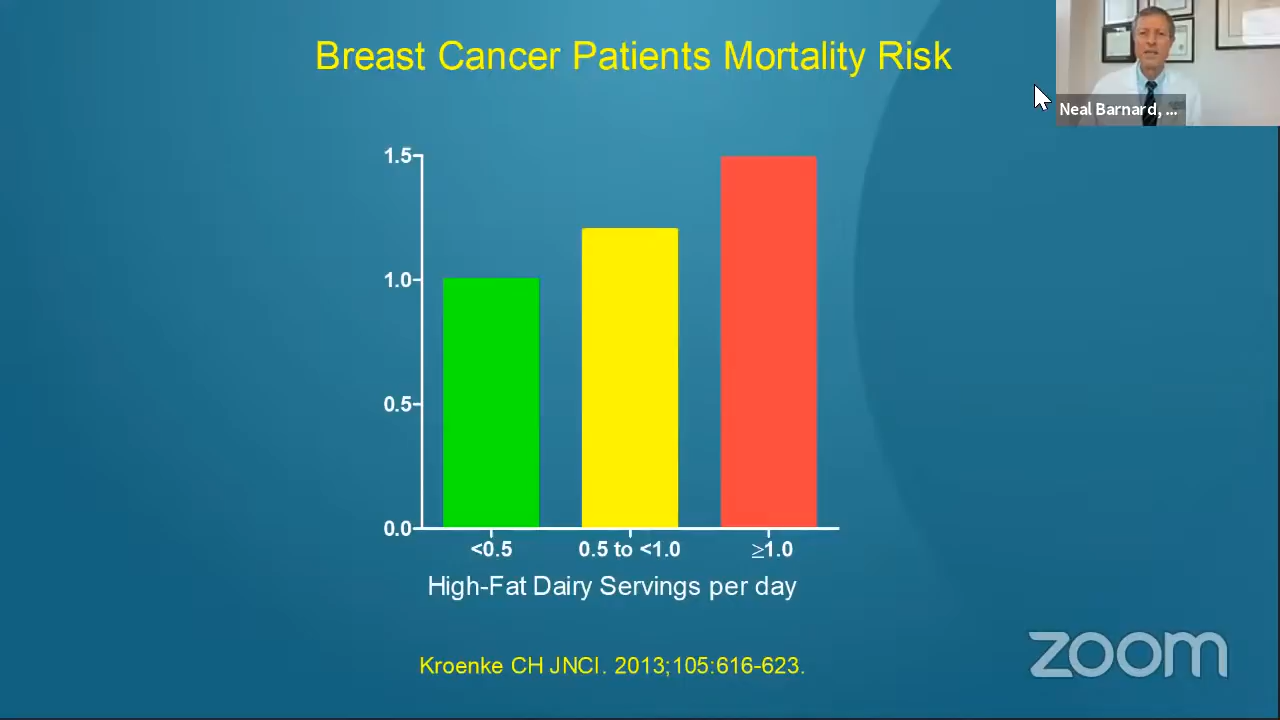 Breast Cancer Patients Mortality Risk
Neal Barnard, ...
1.5
1.0
0.5
0.0
<0.5 0.5 to <1.0 ≥1.0
High-Fat Dairy Servings per day
Kroenke CH JNCI. 2013;105:616-623.
zoom